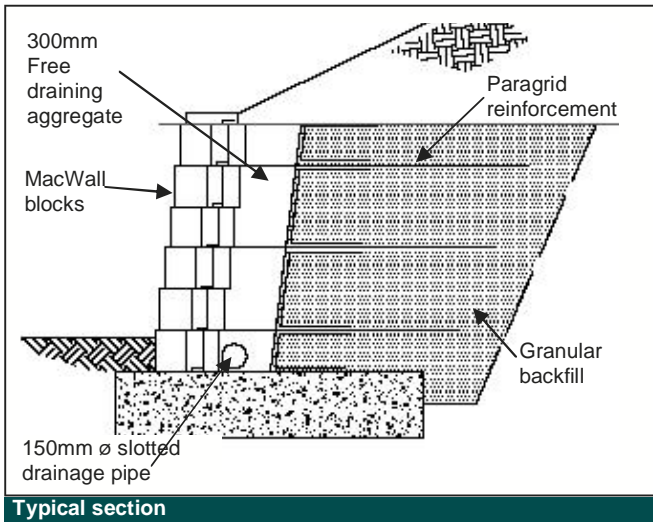 300mm
Free
draining
aggregate
Paragrid
reinforcement
MacWall
blocks
Granular
backfill
150mm ø slotted
drainage pipe
Typical section